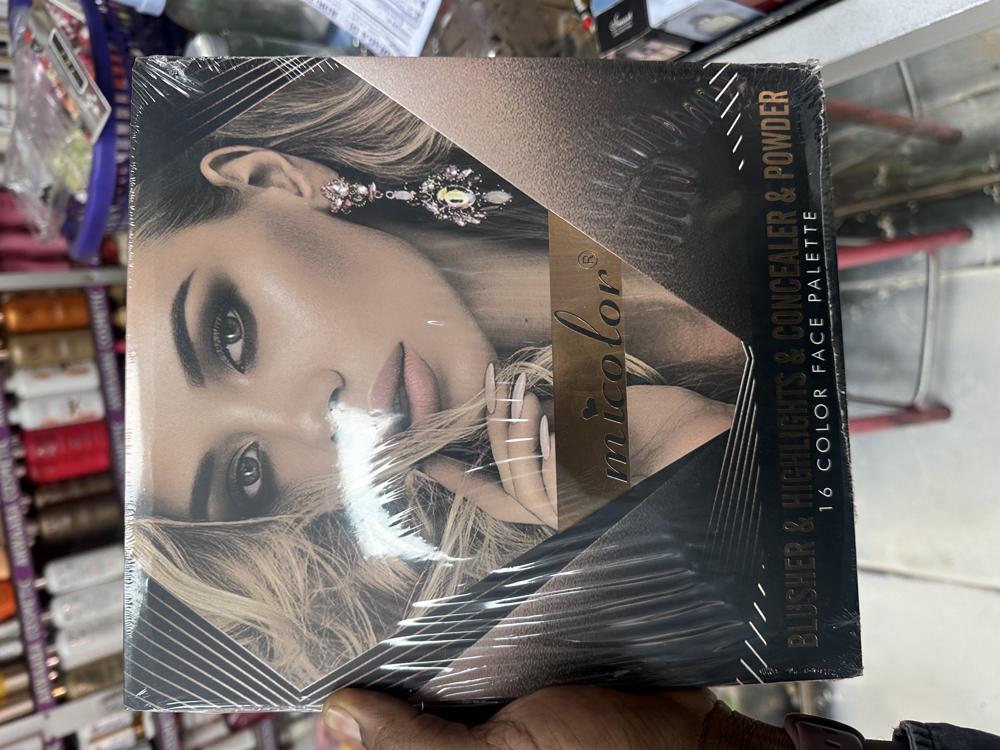 micolor®
BLUSHER & HIGHLIGHTS & CONCEALER & POWDER
16 COLOR FACE PALETTE